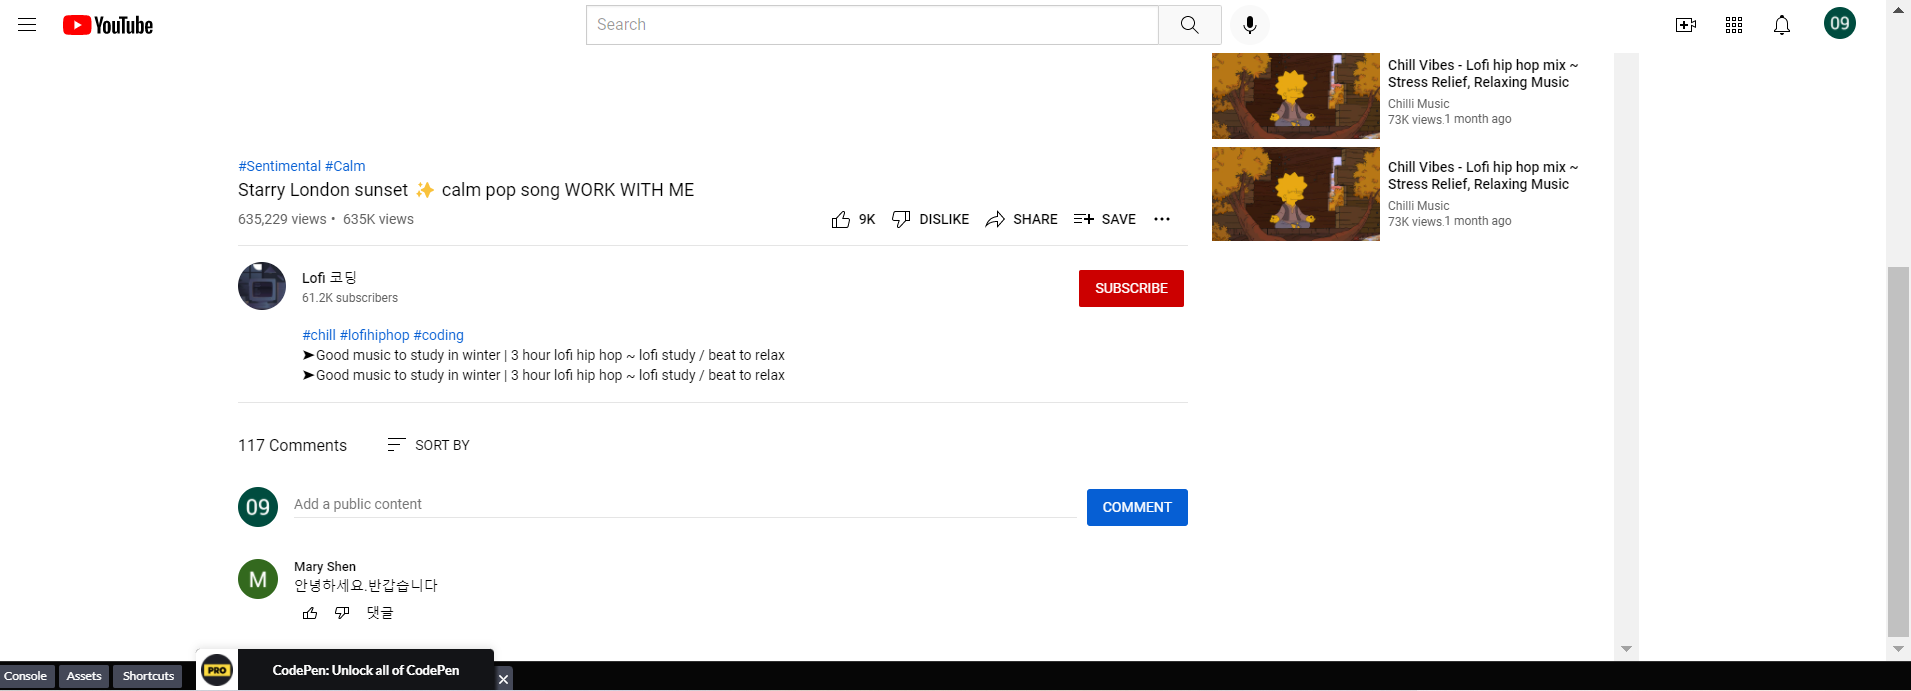 YouTube
Search
09
#Sentimental #Calm
Starry London sunset ✨ calm pop song WORK WITH ME
635,229 views • 635K views
9K DISLIKE SHARE SAVE
Lofi 코딩
61.2K subscribers
SUBSCRIBE
#chill #lofihiphop #coding
➤Good music to study in winter | 3 hour lofi hip hop ~ lofi study / beat to relax
➤Good music to study in winter | 3 hour lofi hip hop ~ lofi study / beat to relax
117 Comments SORT BY
09 Add a public content COMMENT
M
Mary Shen
안녕하세요.반갑습니다
댓글
Chill Vibes - Lofi hip hop mix ~
Stress Relief, Relaxing Music
Chilli Music
73K views.1 month ago
Chill Vibes - Lofi hip hop mix ~
Stress Relief, Relaxing Music
Chilli Music
73K views.1 month ago
Console Assets Shortcuts PRO CodePen: Unlock all of CodePen